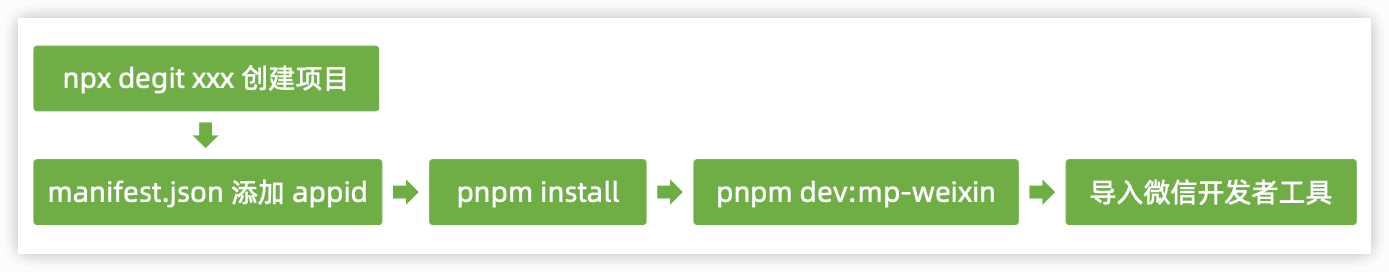 npx degit xxx 创建项目
manifest.json 添加 appid
pnpm install
pnpm dev:mp-weixin
导入微信开发者工具